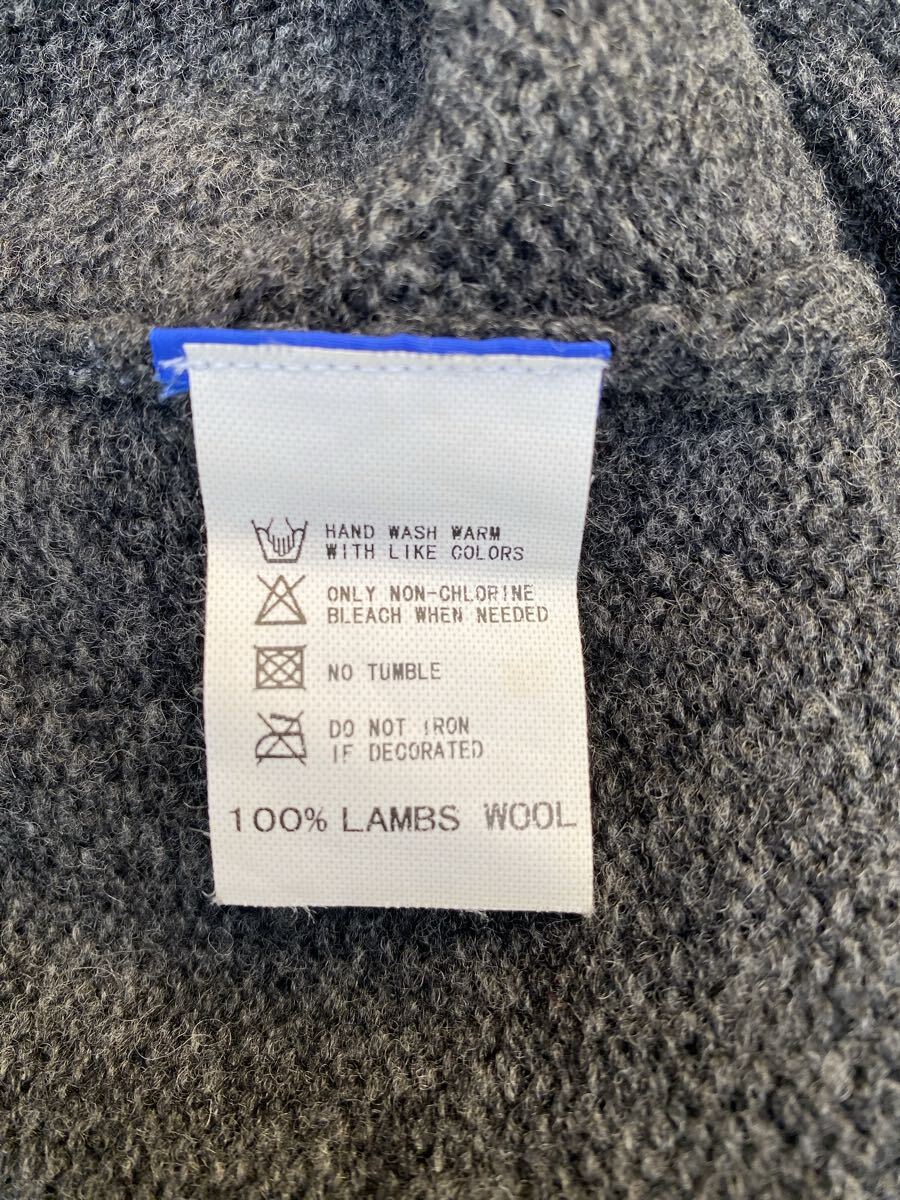 HAND WASH WARM
WITH LIKE COLORS
ONLY NON-CHLORINE
BLEACH WHEN NEEDED
NO TUMBLE
DO NOT IRON
IF DECORATED
100% LAMBS WOOL